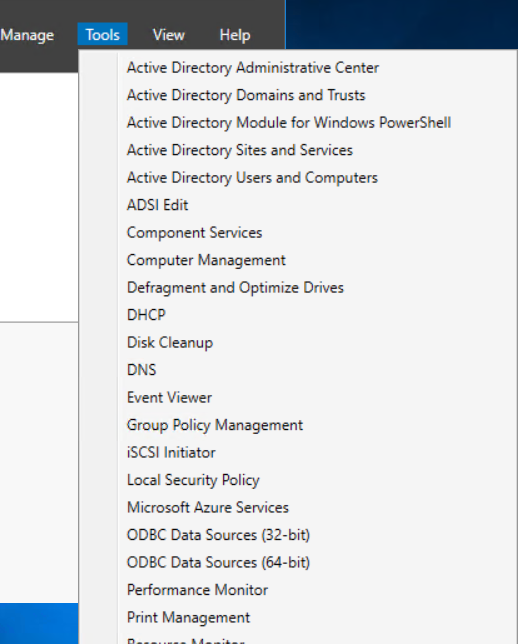 Manage Tools View Help
Active Directory Administrative Center
Active Directory Domains and Trusts
Active Directory Module for Windows PowerShell
Active Directory Sites and Services
Active Directory Users and Computers
ADSI Edit
Component Services
Computer Management
Defragment and Optimize Drives
DHCP
Disk Cleanup
DNS
Event Viewer
Group Policy Management
iSCSI Initiator
Local Security Policy
Microsoft Azure Services
ODBC Data Sources (32-bit)
ODBC Data Sources (64-bit)
Performance Monitor
Print Management
Resource Monitor